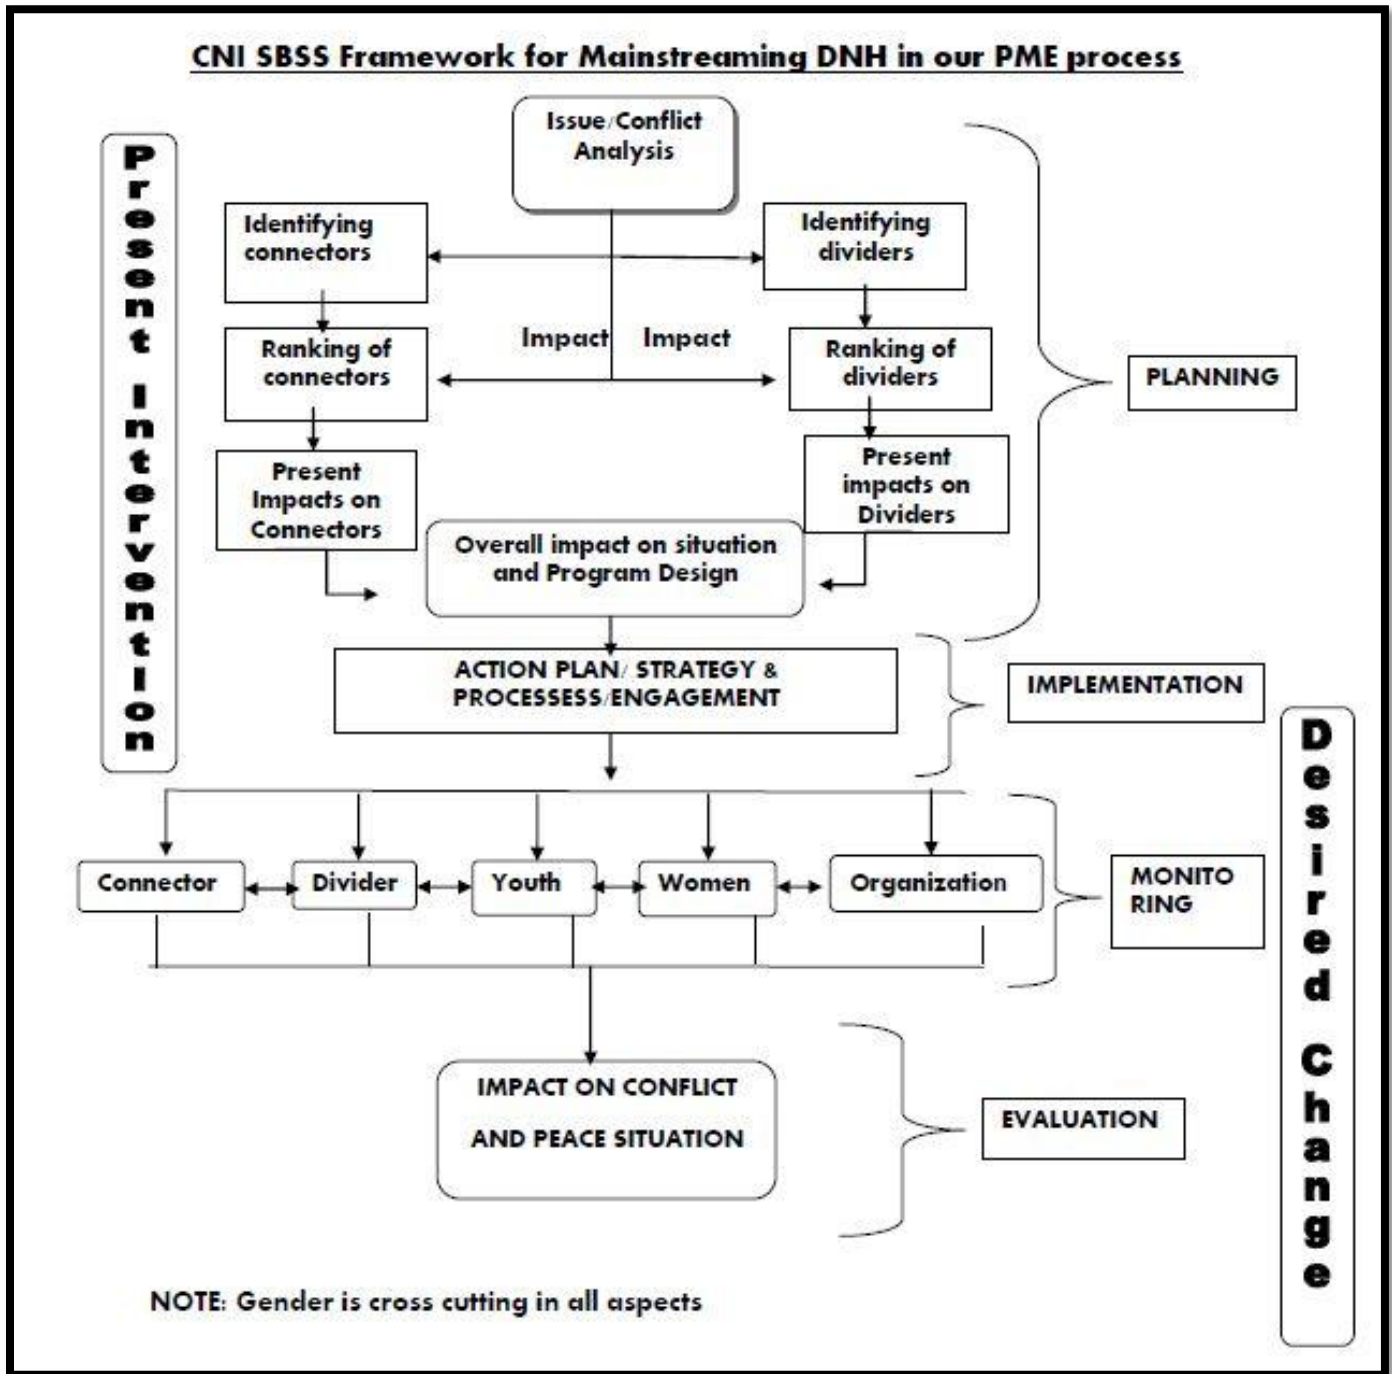 CNI SBSS Framework for Mainstreaming DNH in our PME process
Issue/Conflict
Analysis
Present Intervention
Identifying
connectors
Identifying
dividers
Impact
Impact
Ranking of
connectors
Ranking of
dividers
PLANNING
Present
Impacts on
Connectors
Present
impacts on
Dividers
Overall impact on situation
and Program Design
ACTION PLAN/ STRATEGY &
PROCESSESS/ENGAGEMENT
IMPLEMENTATION
Desired Change
Connector
Divider
Youth
Women
Organization
MONITO
RING
IMPACT ON CONFLICT
AND PEACE SITUATION
EVALUATION
NOTE: Gender is cross cutting in all aspects